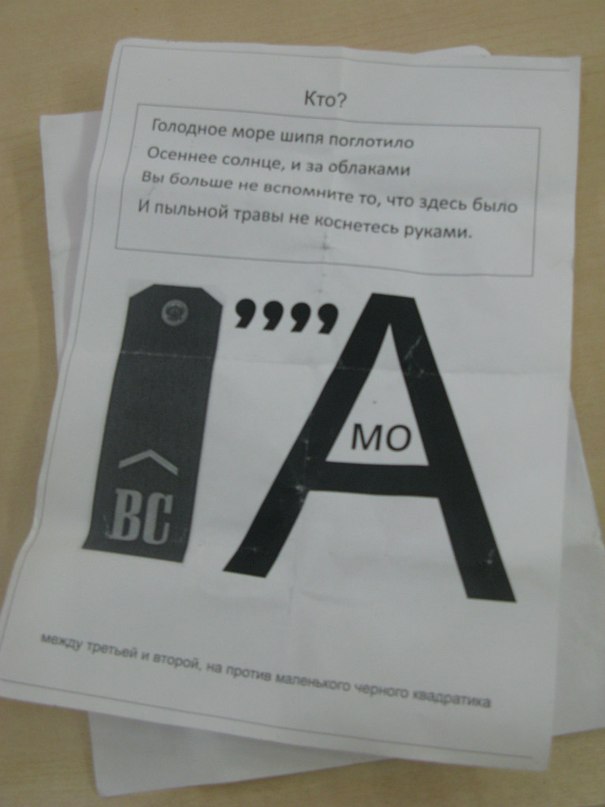 Кто?
Голодное море шипя поглотило
Осеннее солнце, и за облаками
Вы больше не вспомните то, что здесь было
И пыльной травы не коснетесь руками.
,,,,
А
МО
ВС
между третьей и второй, на против маленького черного квадратика